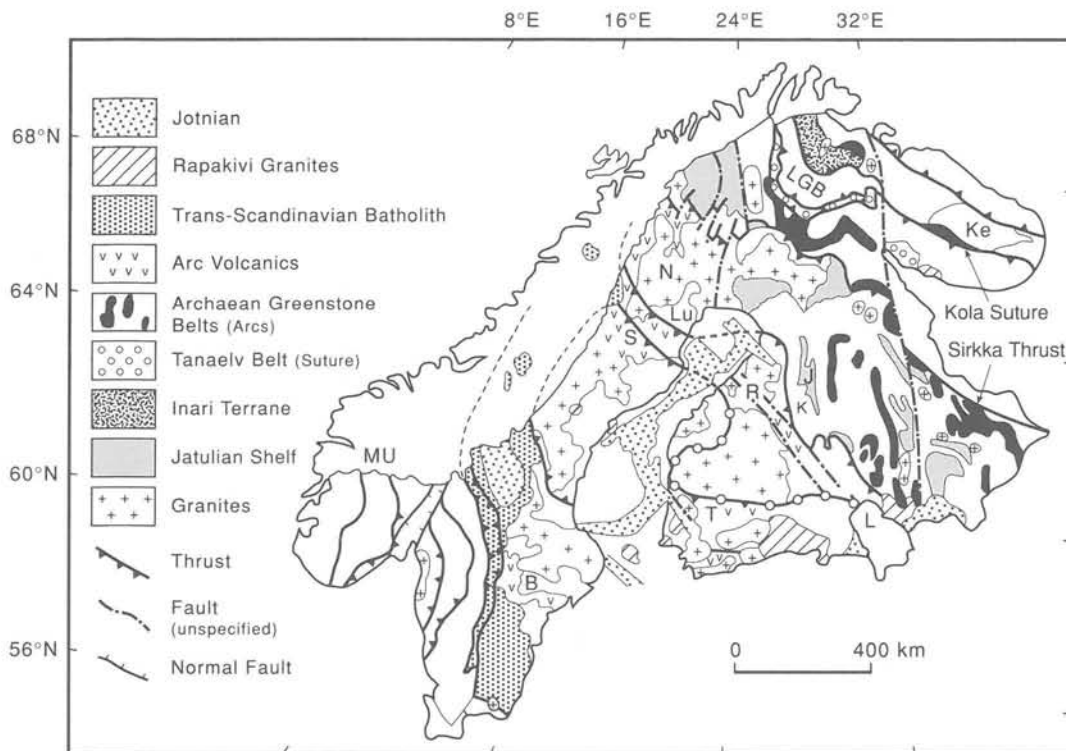 8°E 16°E 24°E 32°E
68°N
64°N
60°N
56°N
Jotnian
Rapakivi Granites
Trans-Scandinavian Batholith
Arc Volcanics
Archaean Greenstone
Belts (Arcs)
Tanaelv Belt (Suture)
Inari Terrane
Jatulian Shelf
Granites
Thrust
Fault
(unspecified)
Normal Fault
LGB
Ke
N
Lu
S
Kola Suture
Sirkka Thrust
R
J
K
MU
T
L
B
0 400 km